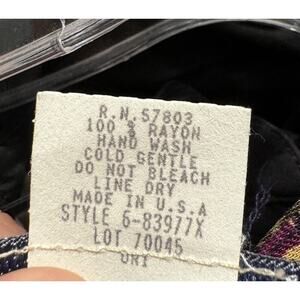 R.N. 57803
100 % RAYON
HAND WASH
COLD GENTLE
DO NOT BLEACH
LINE DRY
MADE IN U.S.A
STYLE 6-83977X
LOT 70045